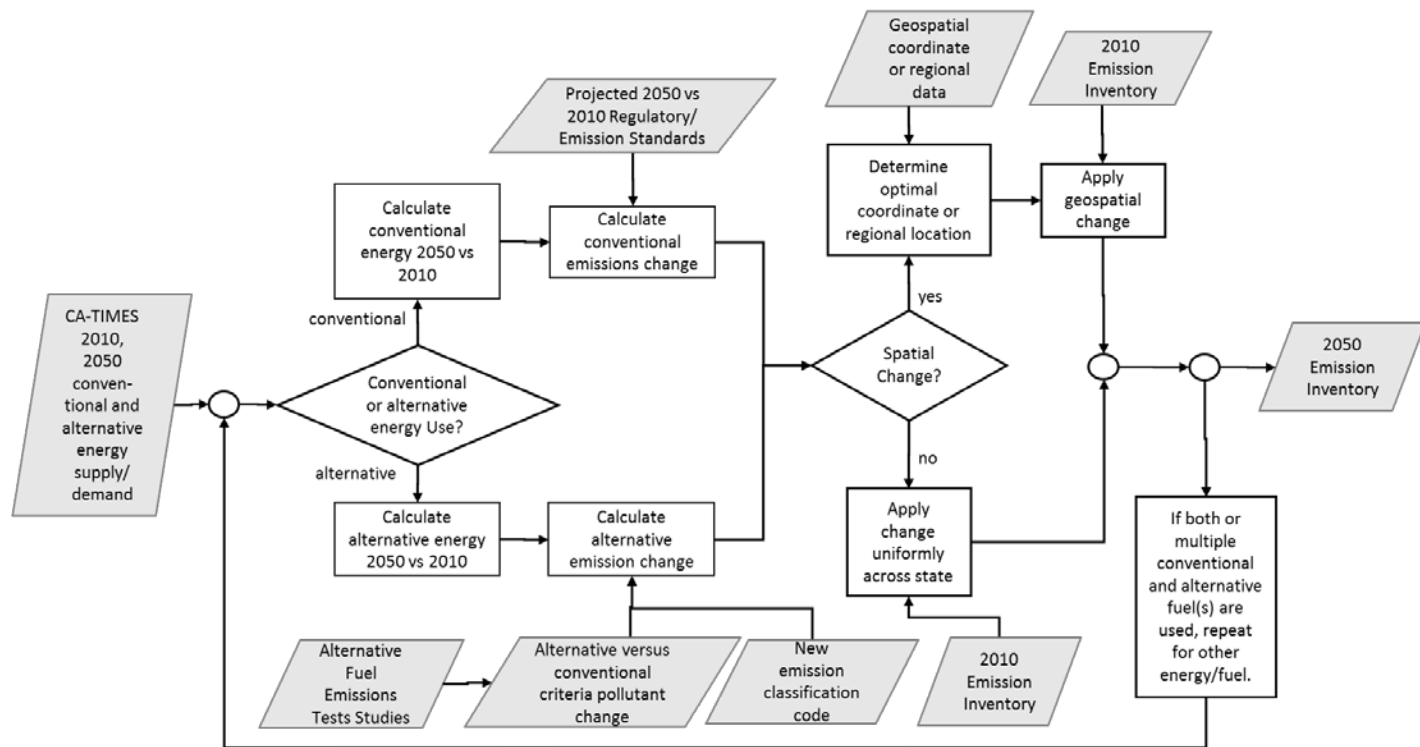 CA-TIMES
2010,
2050
conven-
tional and
alternative
energy
supply/
demand
Conventional
or alternative
energy Use?
conventional
Calculate
conventional
energy 2050 vs
2010
Projected 2050 vs
2010 Regulatory/
Emission Standards
Calculate
conventional
emissions change
alternative
Calculate
alternative energy
2050 vs 2010
Calculate
alternative
emission change
Alternative
Fuel
Emissions
Tests Studies
Alternative versus
conventional
criteria pollutant
change
New
emission
classification
code
Spatial
Change?
yes
Geospatial
coordinate
or regional
data
Determine
optimal
coordinate or
regional location
2010
Emission
Inventory
Apply
geospatial
change
no
Apply
change
uniformly
across state
2010
Emission
Inventory
2050
Emission
Inventory
If both or
multiple
conventional
and alternative
fuel(s) are
used, repeat
for other
energy/fuel.